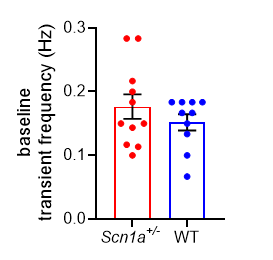 baseline
transient frequency (Hz)
0.3
0.2
0.1
0.0
Scn1a+/- WT